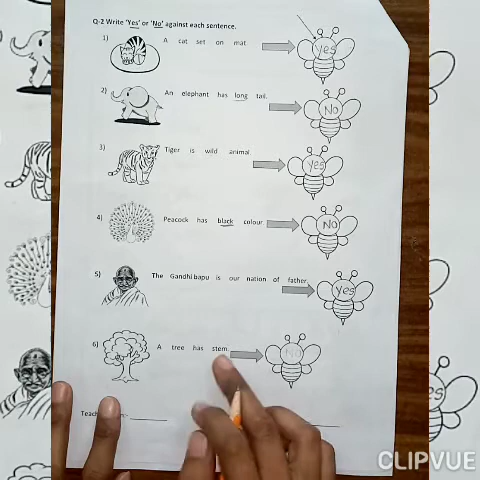 Q-2 Write 'Yes' or 'No' against each sentence.
1) A cat set on mat. yes
2) An elephant has long tail. No
3) Tiger is wild animal. yes
4) Peacock has black colour. No
5) The Gandhi bapu is our nation of father. Yes
6) A tree has stem. No
es
CLIPVUE